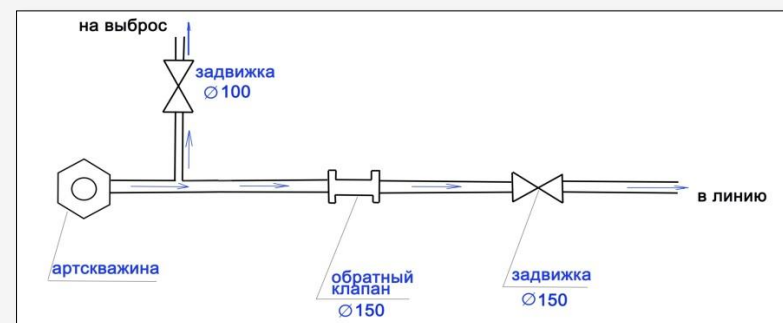 на выброс
задвижка
∅100
в линию
артскважина
обратный
клапан
∅150
задвижка
∅150